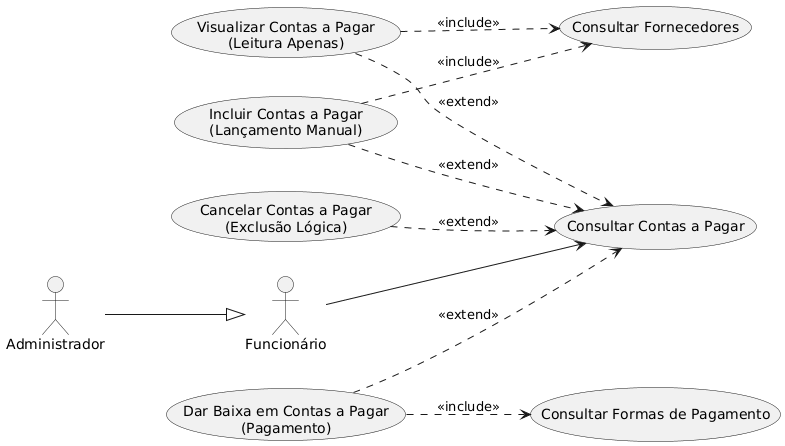 Visualizar Contas a Pagar
(Leitura Apenas)
«include»
Consultar Fornecedores
«include»
Incluir Contas a Pagar
(Lançamento Manual)
«extend»
«extend»
Cancelar Contas a Pagar
(Exclusão Lógica)
«extend»
Consultar Contas a Pagar
Administrador
Funcionário
«extend»
Dar Baixa em Contas a Pagar
(Pagamento)
«include»
Consultar Formas de Pagamento